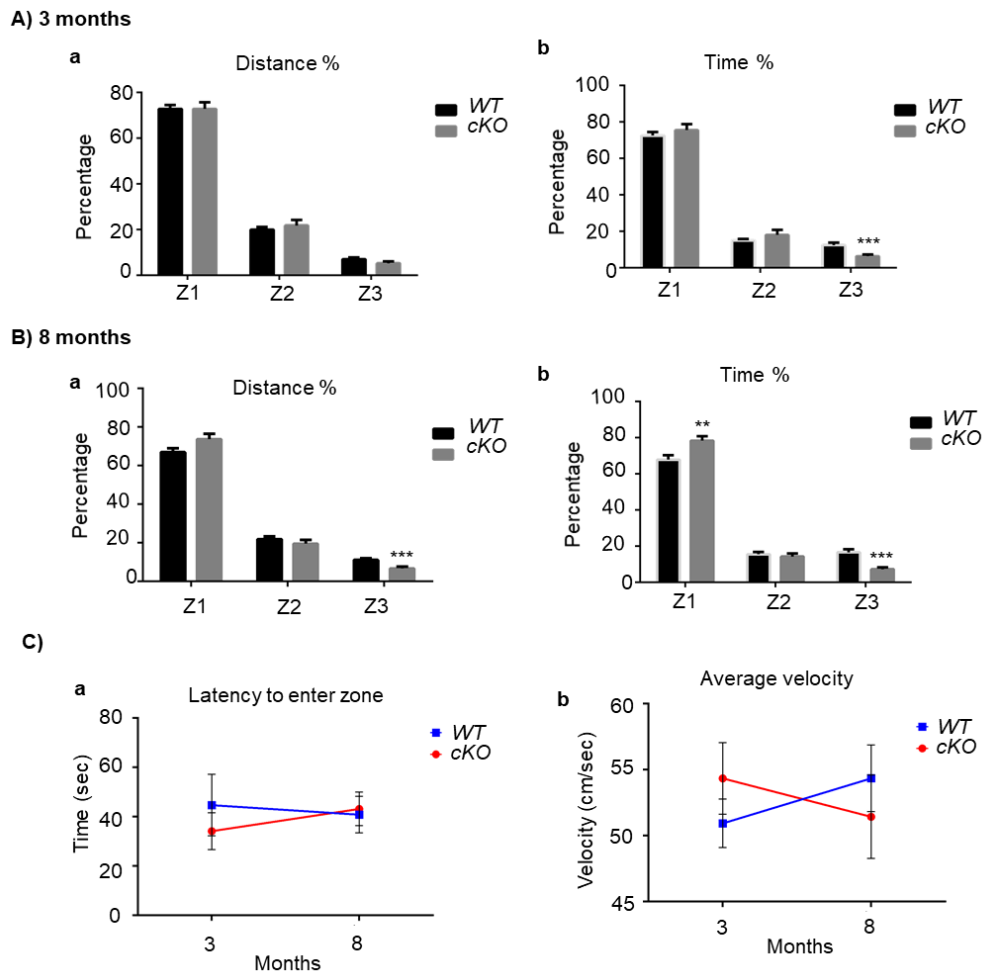 A) 3 months
a
Distance %
80
60
40
20
0
Percentage
Z1 Z2 Z3
WT
cKO
b
Time %
100
80
60
40
20
0
Percentage
Z1 Z2 Z3
***
WT
cKO
B) 8 months
a
Distance %
100
80
60
40
20
0
Percentage
Z1 Z2 Z3
***
WT
cKO
b
Time %
100
80
60
40
20
0
Percentage
Z1 Z2 Z3
**
***
WT
cKO
C)
a
Latency to enter zone
80
60
40
20
0
Time (sec)
3 8
Months
WT
cKO
b
Average velocity
60
55
50
45
Velocity (cm/sec)
3 8
Months
WT
cKO